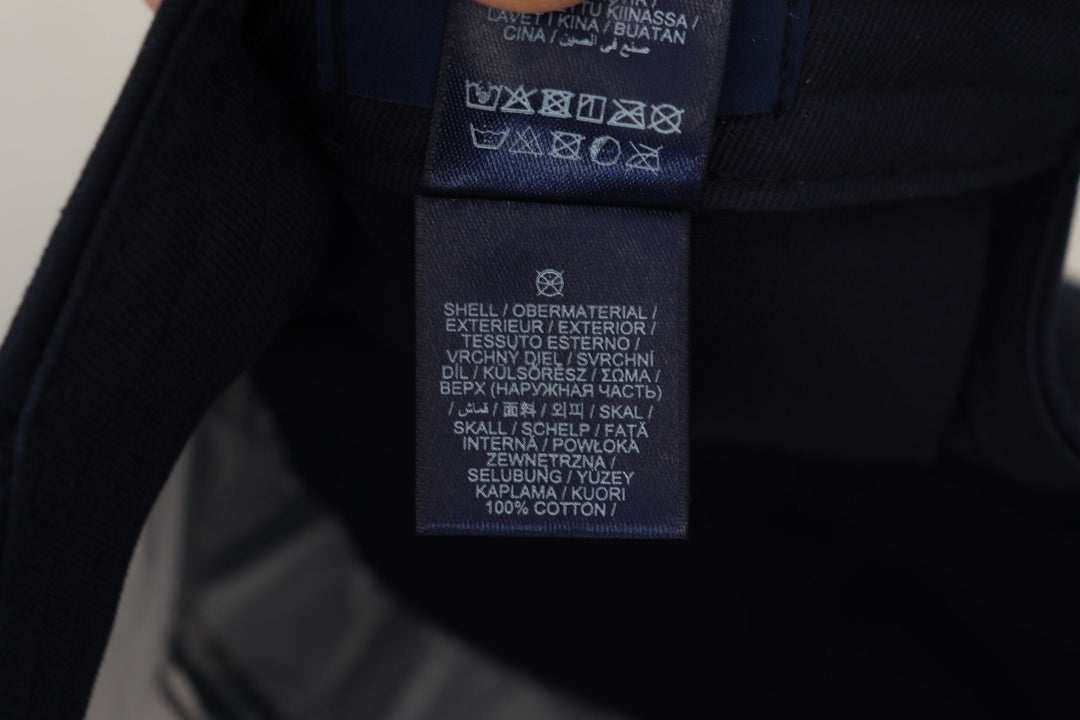 TU KIINASSA /
LAVET I KINA / BUATAN
CINA / صنع في الصين
SHELL / OBERMATERIAL /
EXTERIEUR / EXTERIOR /
TESSUTO ESTERNO /
VRCHNÝ DIEL / SVRCHNÍ
DÍL / KÜLSŐRÉSZ / ΣΩΜΑ /
ВЕРХ (НАРУЖНАЯ ЧАСТЬ)
/ قماش / 面料 / 외피 / SKAL /
SKALL / SCHELP / FAȚĂ
INTERNĂ / POWŁOKA
ZEWNĘTRZNA /
SELUBUNG / YÜZEY
KAPLAMA / KUORI
100% COTTON /